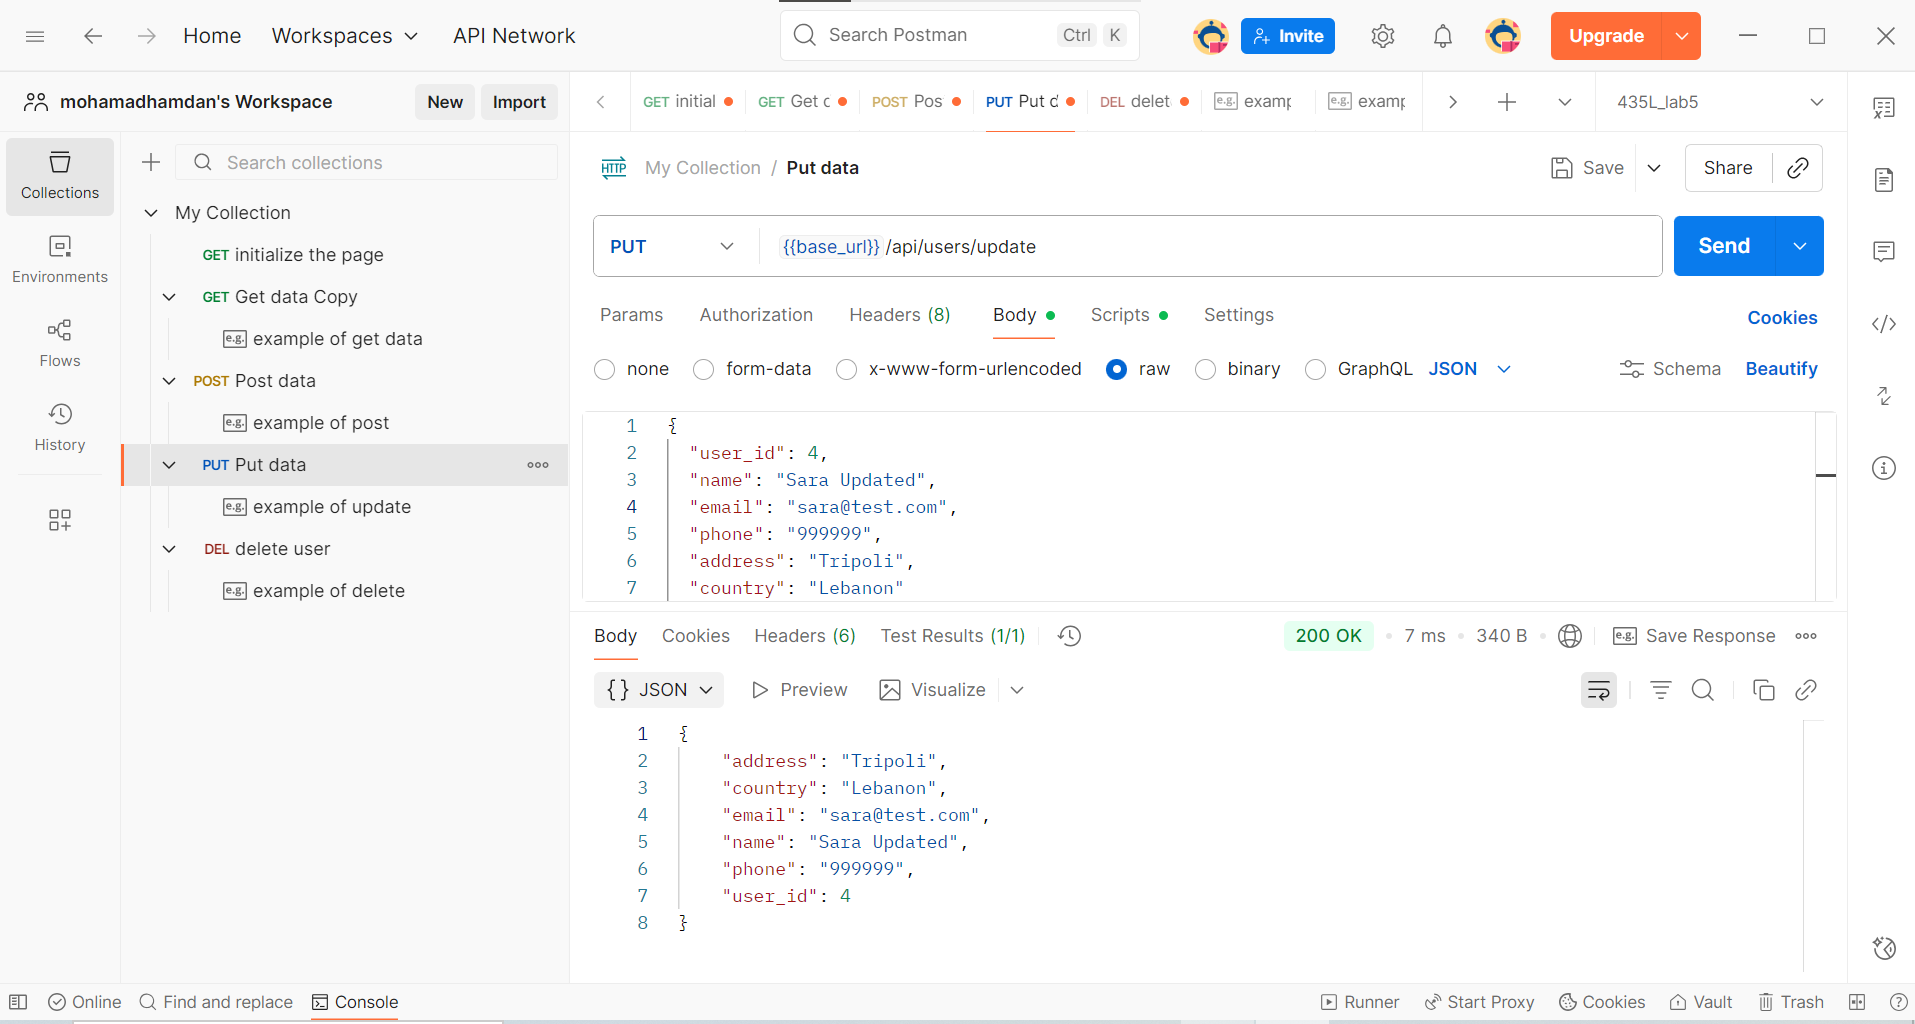 Home Workspaces API Network Search Postman Ctrl K Invite Upgrade
mohamadhamdan's Workspace New Import
GET initial GET Get c POST Pos PUT Put d DEL delet e.g. examp e.g. examp 435L_lab5
Collections
Environments
Flows
History
Search collections
My Collection
GET initialize the page
GET Get data Copy
e.g. example of get data
POST Post data
e.g. example of post
PUT Put data
e.g. example of update
DEL delete user
e.g. example of delete
HTTP My Collection / Put data Save Share
PUT {{base_url}} /api/users/update Send
Params Authorization Headers (8) Body Scripts Settings Cookies
none form-data x-www-form-urlencoded raw binary GraphQL JSON Schema Beautify
1 {
2 "user_id": 4,
3 "name": "Sara Updated",
4 "email": "sara@test.com",
5 "phone": "999999",
6 "address": "Tripoli",
7 "country": "Lebanon"
Body Cookies Headers (6) Test Results (1/1) 200 OK • 7 ms • 340 B • e.g. Save Response
{} JSON Preview Visualize
1 {
2 "address": "Tripoli",
3 "country": "Lebanon",
4 "email": "sara@test.com",
5 "name": "Sara Updated",
6 "phone": "999999",
7 "user_id": 4
8 }
Online Find and replace Console Runner Start Proxy Cookies Vault Trash